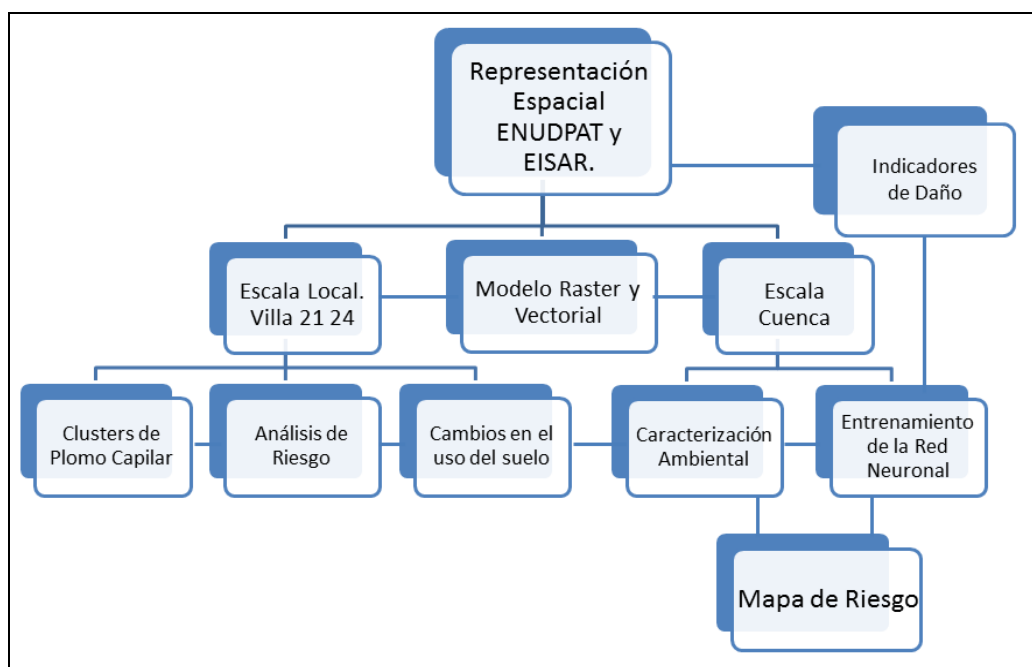 Representación
Espacial
ENUDPAT y
EISAR.
Indicadores
de Daño
Escala Local.
Villa 21 24
Modelo Raster y
Vectorial
Escala
Cuenca
Clusters de
Plomo Capilar
Análisis de
Riesgo
Cambios en el
uso del suelo
Caracterización
Ambiental
Entrenamiento
de la Red
Neuronal
Mapa de Riesgo